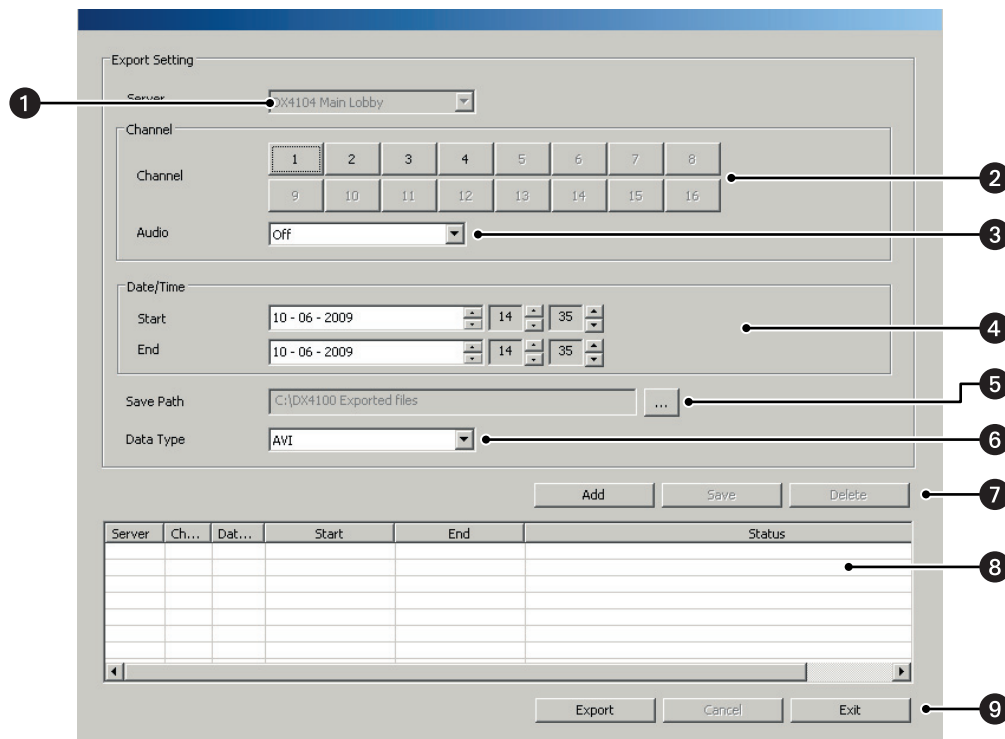 Export Setting
1
Server
DX4104 Main Lobby
Channel
Channel
1 2 3 4 5 6 7 8
9 10 11 12 13 14 15 16
2
Audio
Off
3
Date/Time
Start
10 - 06 - 2009 14 35
4
End
10 - 06 - 2009 14 35
Save Path
C:\DX4100 Exported files
...
5
Data Type
AVI
6
Add Save Delete
7
Server Ch... Dat... Start End Status
8
Export Cancel Exit
9